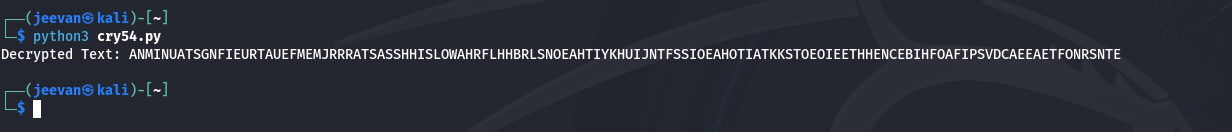 ┌──(jeevan㉿kali)-[~]
└─$ python3 cry54.py
Decrypted Text: ANMINUATSGNFIEURTAUEFMEMJRRRATSASSHHISLOWAHRFLHHBRLSNOEAHTIYKHUIJNTFSSIOEAHOTIATKKSTOEOIEETHHENCEBIHFOAFIPSVDCAEEAETFONRSNTE
┌──(jeevan㉿kali)-[~]
└─$